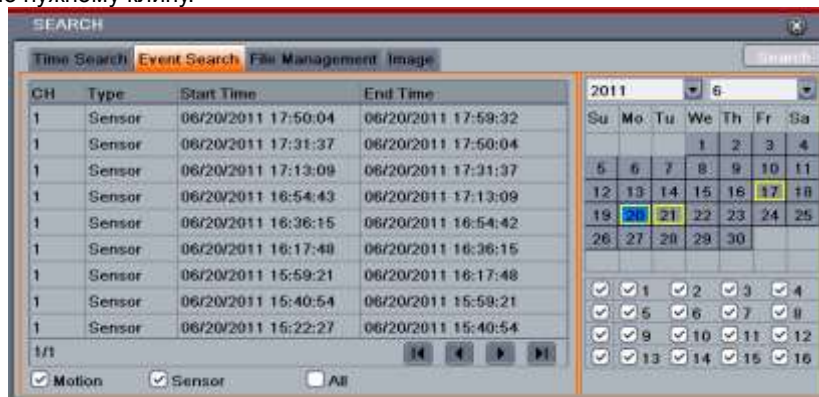 нужному клипу.
SEARCH
Time Search Event Search File Management Image Search
CH Type Start Time End Time
1 Sensor 06/20/2011 17:50:04 06/20/2011 17:59:32
1 Sensor 06/20/2011 17:31:37 06/20/2011 17:50:04
1 Sensor 06/20/2011 17:13:09 06/20/2011 17:31:37
1 Sensor 06/20/2011 16:54:43 06/20/2011 17:13:09
1 Sensor 06/20/2011 16:36:15 06/20/2011 16:54:42
1 Sensor 06/20/2011 16:17:48 06/20/2011 16:36:15
1 Sensor 06/20/2011 15:59:21 06/20/2011 16:17:48
1 Sensor 06/20/2011 15:40:54 06/20/2011 15:59:21
1 Sensor 06/20/2011 15:22:27 06/20/2011 15:40:54
1/1
Motion Sensor All
2011 6
Su Mo Tu We Th Fr Sa
1 2 3 4
5 6 7 8 9 10 11
12 13 14 15 16 17 18
19 20 21 22 23 24 25
26 27 28 29 30
1 2 3 4
5 6 7 8
9 10 11 12
13 14 15 16